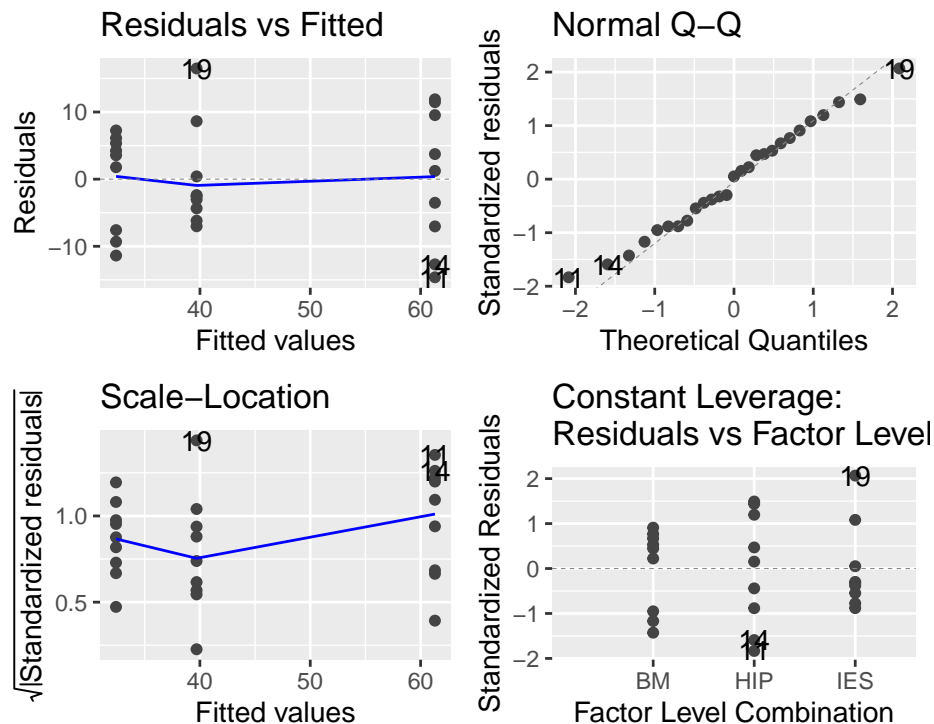 Residuals vs Fitted
Residuals
10
0
−10
19
14
11
40
50
60
Fitted values
Normal Q−Q
Standardized residuals
2
1
0
−1
−2
19
14
11
−2
−1
0
1
2
Theoretical Quantiles
Scale−Location
√|Standardized residuals|
1.0
0.5
19
11
14
40
50
60
Fitted values
Constant Leverage:
Residuals vs Factor Level
Standardized Residuals
2
1
0
−1
−2
19
14
11
BM
HIP
IES
Factor Level Combination